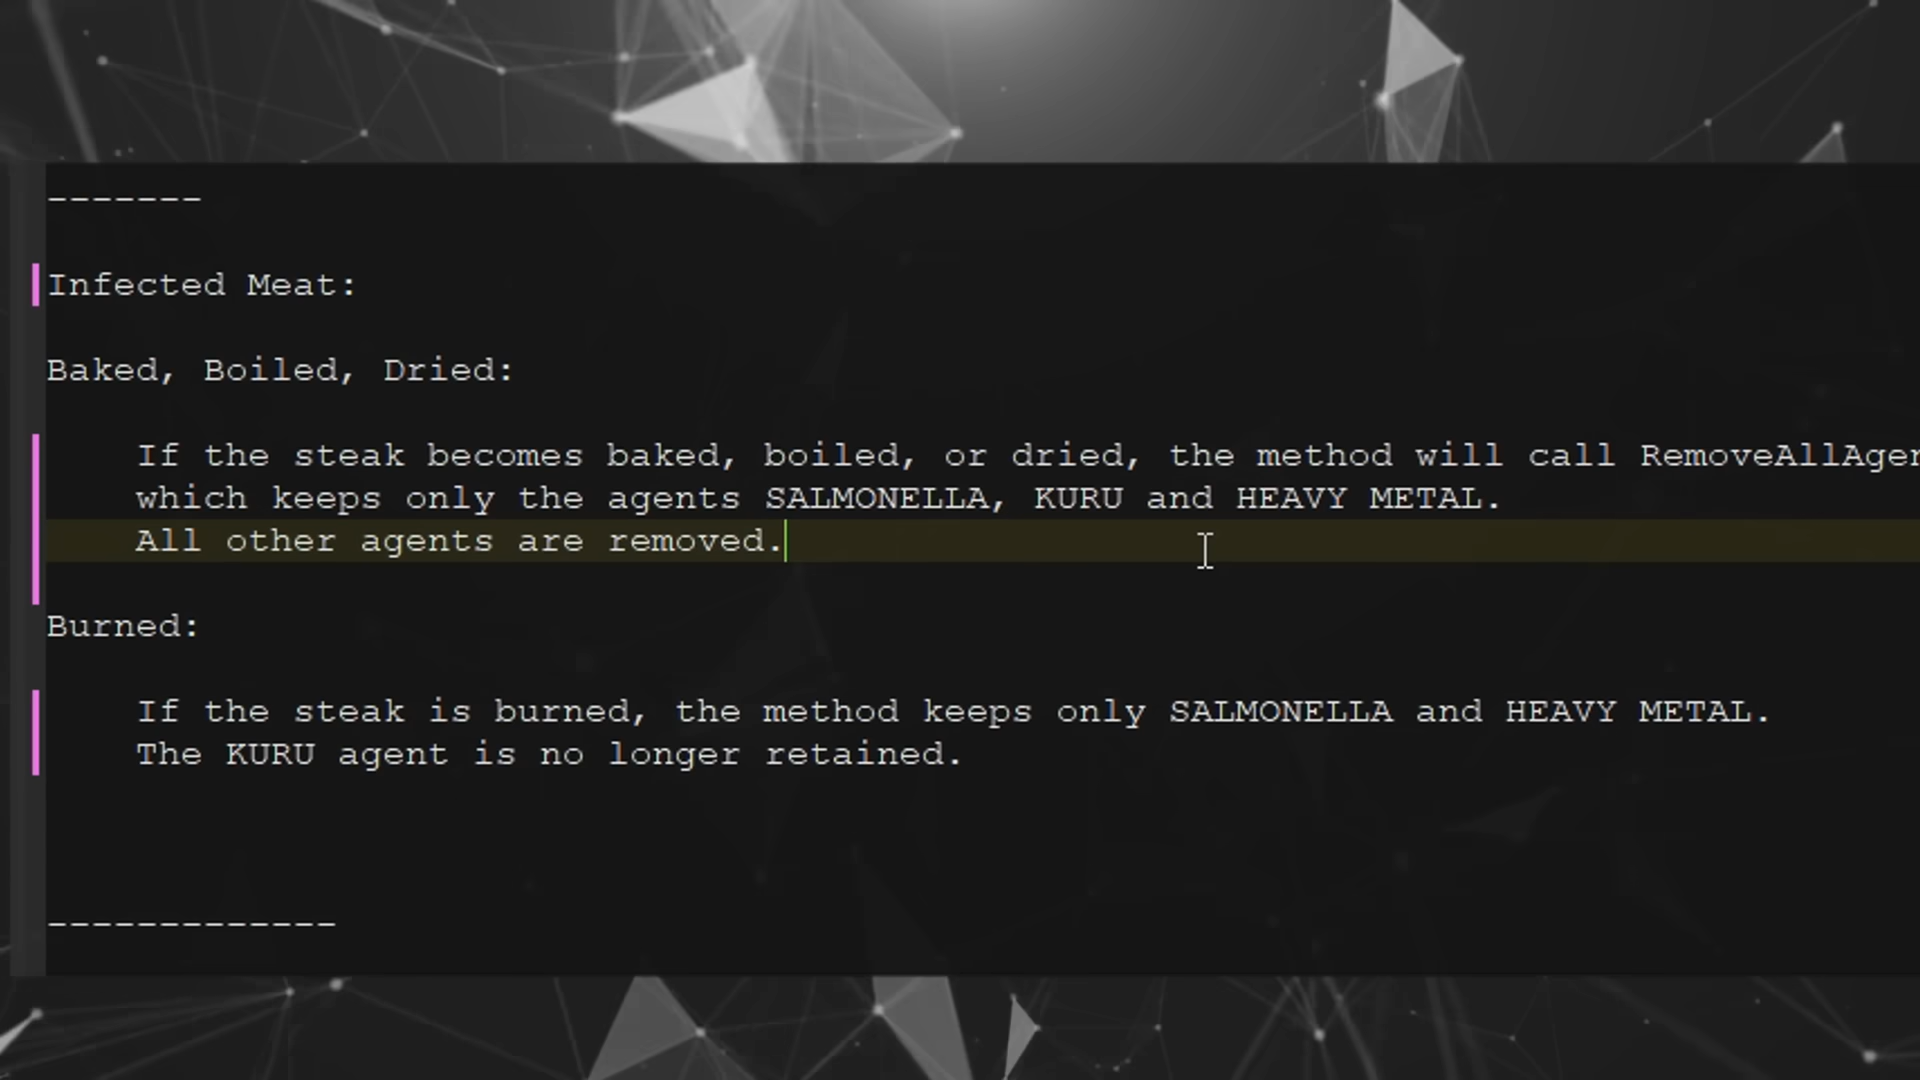 -------
Infected Meat:
Baked, Boiled, Dried:
If the steak becomes baked, boiled, or dried, the method will call
which keeps only the agents SALMONELLA, KURU and HEAVY METAL.
All other agents are removed.
Burned:
If the steak is burned, the method keeps only SALMONELLA and HEAVY METAL.
The KURU agent is no longer retained.
-------------